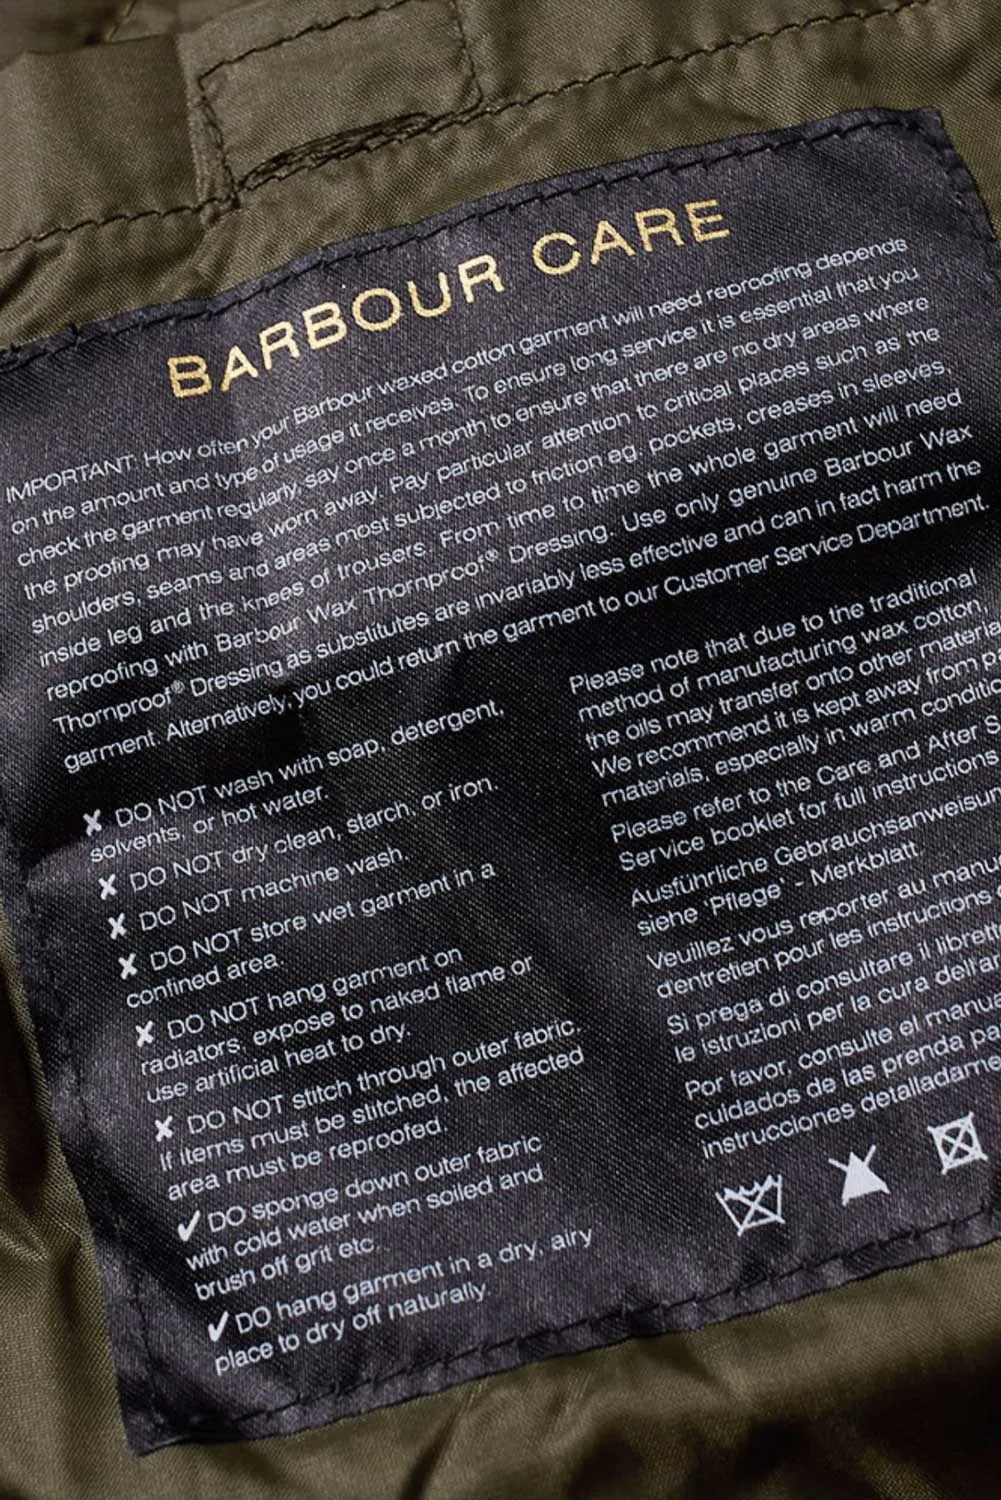 BARBOUR CARE
IMPORTANT: How often your Barbour waxed cotton garment will need reproofing depends
on the amount and type of usage it receives. To ensure long service it is essential that you
check the garment regularly, say once a month to ensure that there are no dry areas where
the proofing may have worn away. Pay particular attention to critical places such as the
shoulders, seams and areas most subjected to friction eg. pockets, creases in sleeves,
inside leg and the knees of trousers. From time to time the whole garment will need
reproofing with Barbour Wax Thornproof® Dressing. Use only genuine Barbour Wax
Thornproof® Dressing as substitutes are invariably less effective and can in fact harm the
garment. Alternatively, you could return the garment to our Customer Service Department.
✘ DO NOT wash with soap, detergent,
solvents, or hot water.
✘ DO NOT dry clean, starch, or iron.
✘ DO NOT machine wash.
✘ DO NOT store wet garment in a
confined area.
✘ DO NOT hang garment on
radiators, expose to naked flame or
use artificial heat to dry.
✘ DO NOT stitch through outer fabric.
If items must be stitched, the affected
area must be reproofed.
✔ DO sponge down outer fabric
with cold water when soiled and
brush off grit etc.
✔ DO hang garment in a dry, airy
place to dry off naturally.
Please note that due to the traditional
method of manufacturing wax cotton,
the oils may transfer onto other
We recommend it is kept away from
materials, especially in warm
Please refer to the Care and After
Service booklet for full instructions
Ausführliche
siehe 'Pflege' - Merkblatt.
Veuillez vous reporter au
d'entretien pour les instructions
Si prega di consultare il
le istruzioni per la cura
Por favor, consulte el
cuidados de las prenda
instrucciones